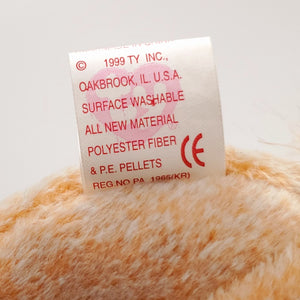 © 1999 TY INC.,
OAKBROOK, IL. U.S.A.
SURFACE WASHABLE
ALL NEW MATERIAL
POLYESTER FIBER
& P.E. PELLETS CE
REG.NO PA. 1965(KR)